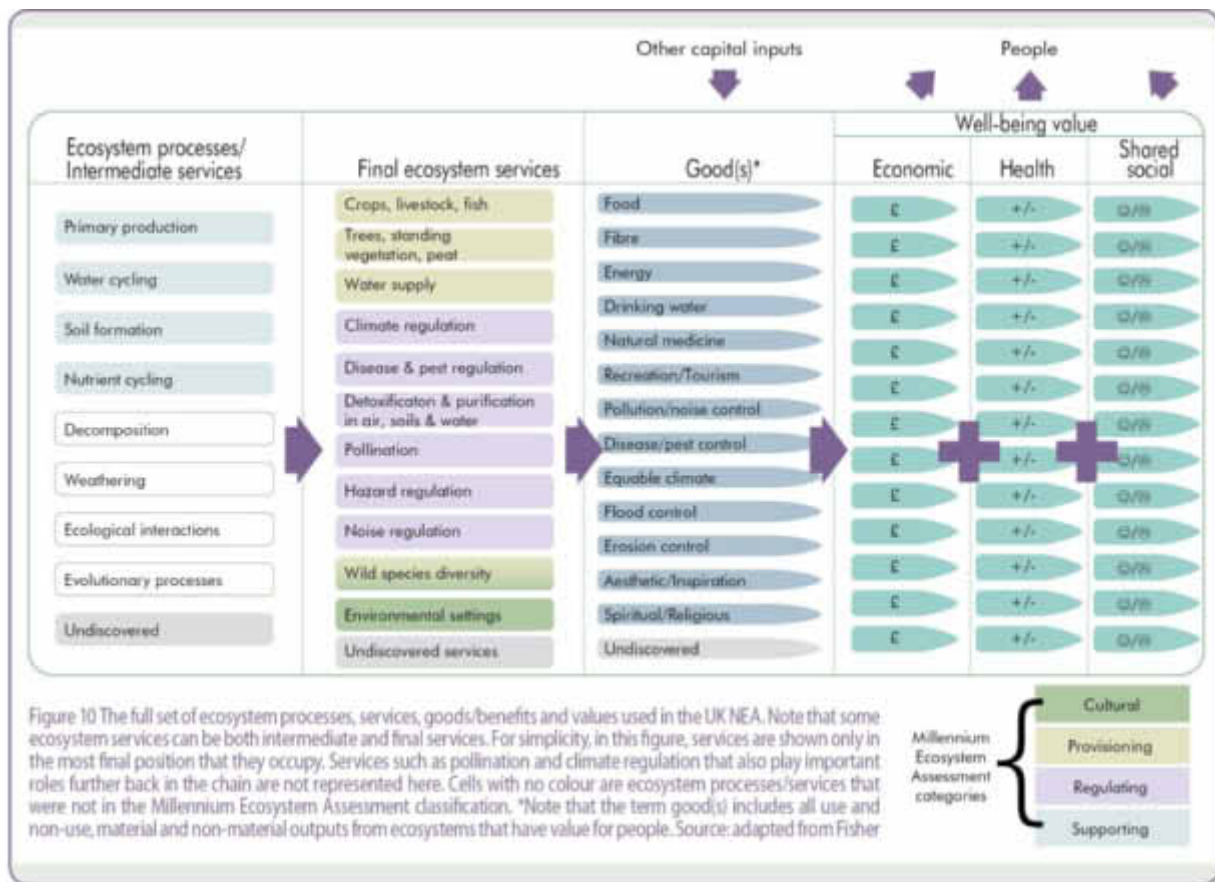 Other capital inputs
People
Well-being value
Ecosystem processes/
Intermediate services
Final ecosystem services
Good(s)*
Economic
Health
Shared
social
Primary production
Water cycling
Soil formation
Nutrient cycling
Decomposition
Weathering
Ecological interactions
Evolutionary processes
Undiscovered
Crops, livestock, fish
Trees, standing
vegetation, peat
Water supply
Climate regulation
Disease & pest regulation
Detoxificaton & purification
in air, soils & water
Pollination
Hazard regulation
Noise regulation
Wild species diversity
Environmental settings
Undiscovered services
Food
Fibre
Energy
Drinking water
Natural medicine
Recreation/Tourism
Pollution/noise control
Disease/pest control
Equable climate
Flood control
Erosion control
Aesthetic/Inspiration
Spiritual/Religious
Undiscovered
£
£
£
£
£
£
£
£
£
£
£
£
£
+/-
+/-
+/-
+/-
+/-
+/-
+/-
+/-
+/-
+/-
+/-
+/-
+/-
Figure 10 The full set of ecosystem processes, services, goods/benefits and values used in the UK NEA. Note that some
ecosystem services can be both intermediate and final services. For simplicity, in this figure, services are shown only in
the most final position that they occupy. Services such as pollination and climate regulation that also play important
roles further back in the chain are not represented here. Cells with no colour are ecosystem processes/services that
were not in the Millennium Ecosystem Assessment classification. *Note that the term good(s) includes all use and
non-use, material and non-material outputs from ecosystems that have value for people. Source: adapted from Fisher
Millennium
Ecosystem
Assessment
categories
Cultural
Provisioning
Regulating
Supporting